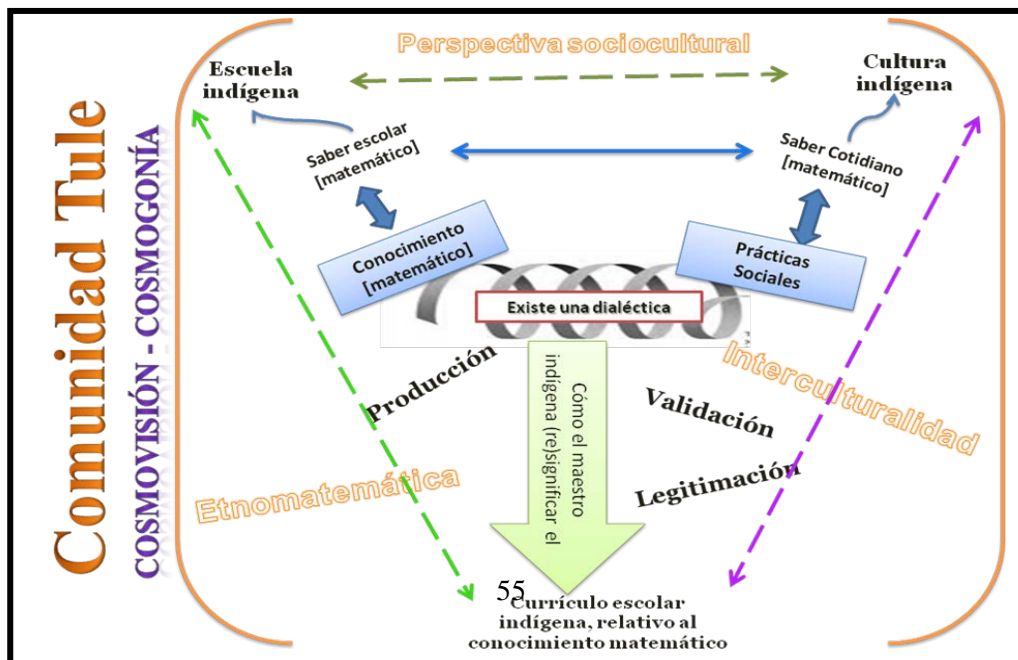 Comunidad Tule
COSMOVISIÓN - COSMOGONÍA
Perspectiva sociocultural
Escuela
indígena
Cultura
indígena
Saber escolar
[matemático]
Saber Cotidiano
[matemático]
Conocimiento
[matemático]
Prácticas
Sociales
Existe una dialéctica
Producción
Cómo el maestro
indígena (re)significar el
Interculturalidad
Validación
Legitimación
Etnomatemática
55
Currículo escolar
indígena, relativo al
conocimiento matemático